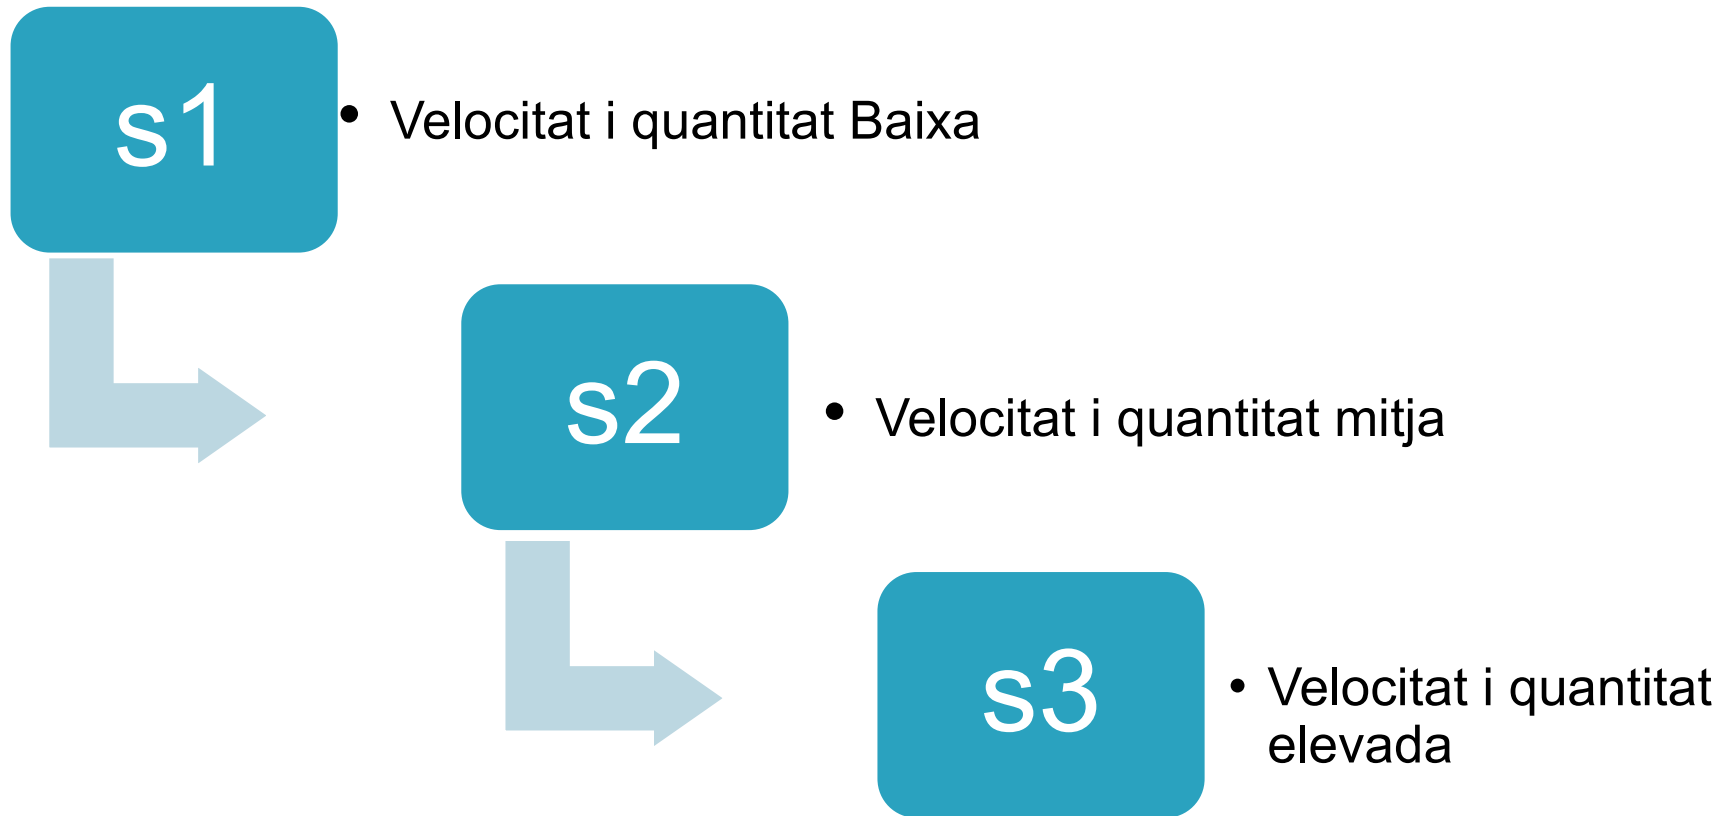 s1
• Velocitat i quantitat Baixa
s2
• Velocitat i quantitat mitja
s3
• Velocitat i quantitat
elevada